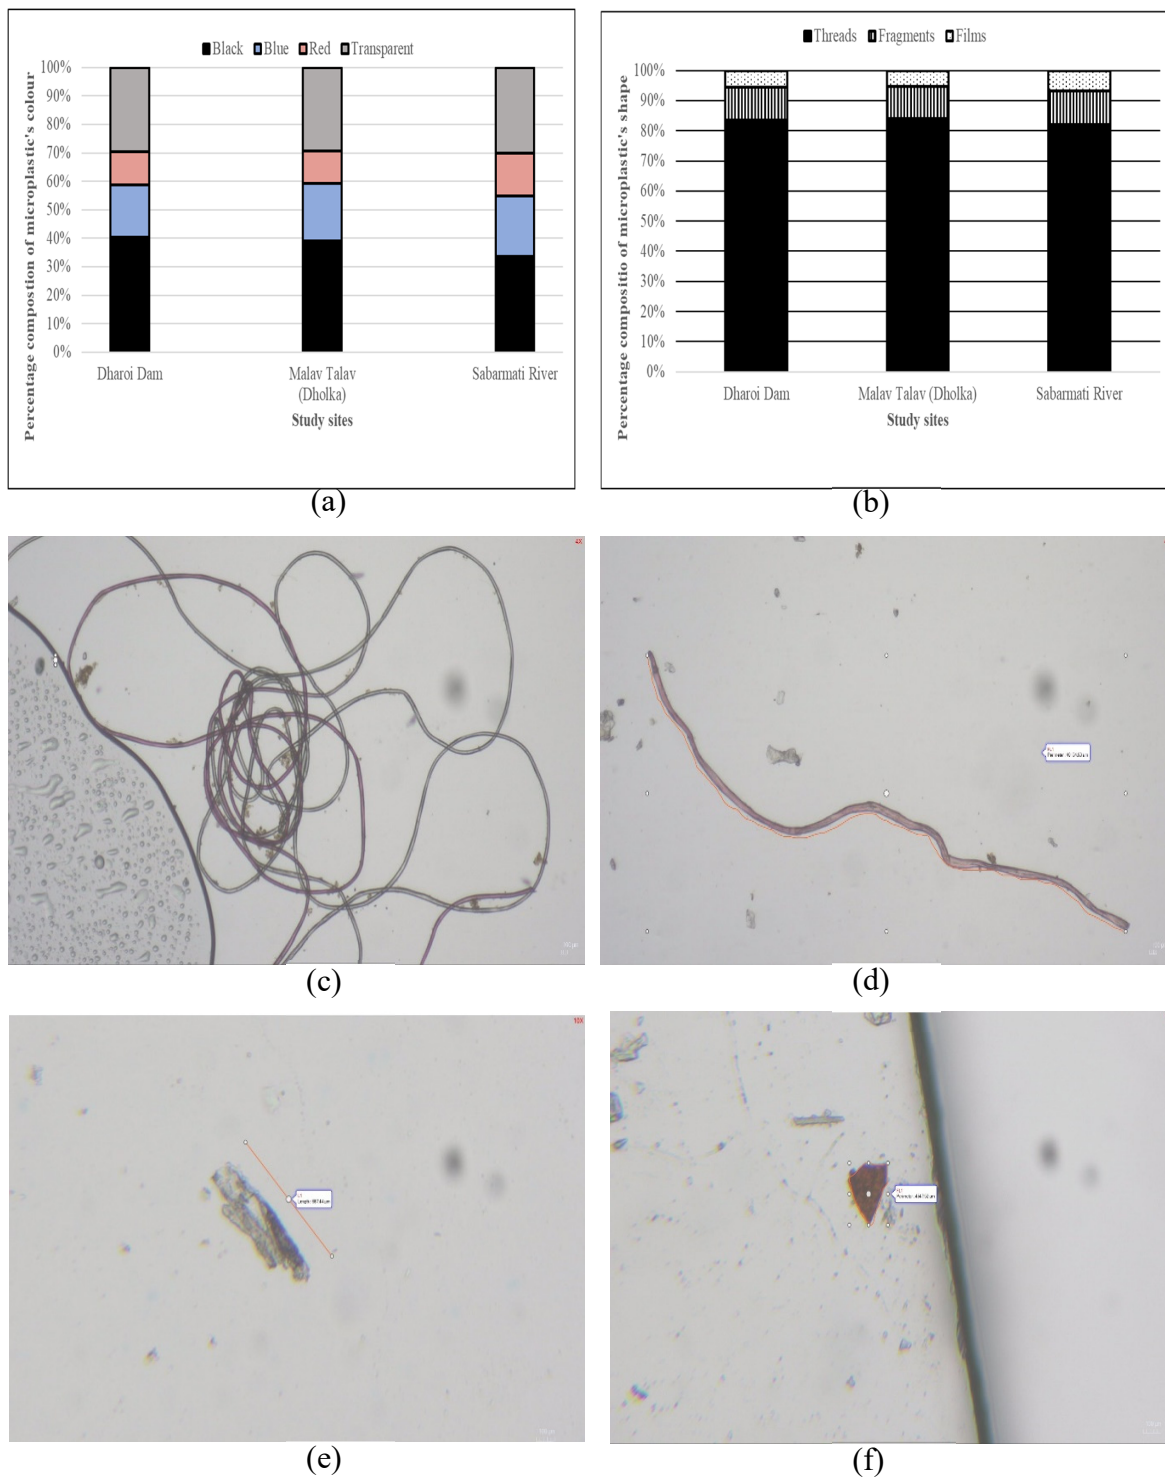 Black Blue Red Transparent
Percentage compostion of microplastic's colour
100%
90%
80%
70%
60%
50%
40%
30%
20%
10%
0%
Dharoi Dam
Malav Talav
(Dholka)
Sabarmati River
Study sites
(a)
Threads Fragments Films
Percentage compositio of microplastic's shape
100%
90%
80%
70%
60%
50%
40%
30%
20%
10%
0%
Dharoi Dam
Malav Talav (Dholka)
Sabarmati River
Study sites
(b)
4X
(c)
(d)
10X
(e)
(f)